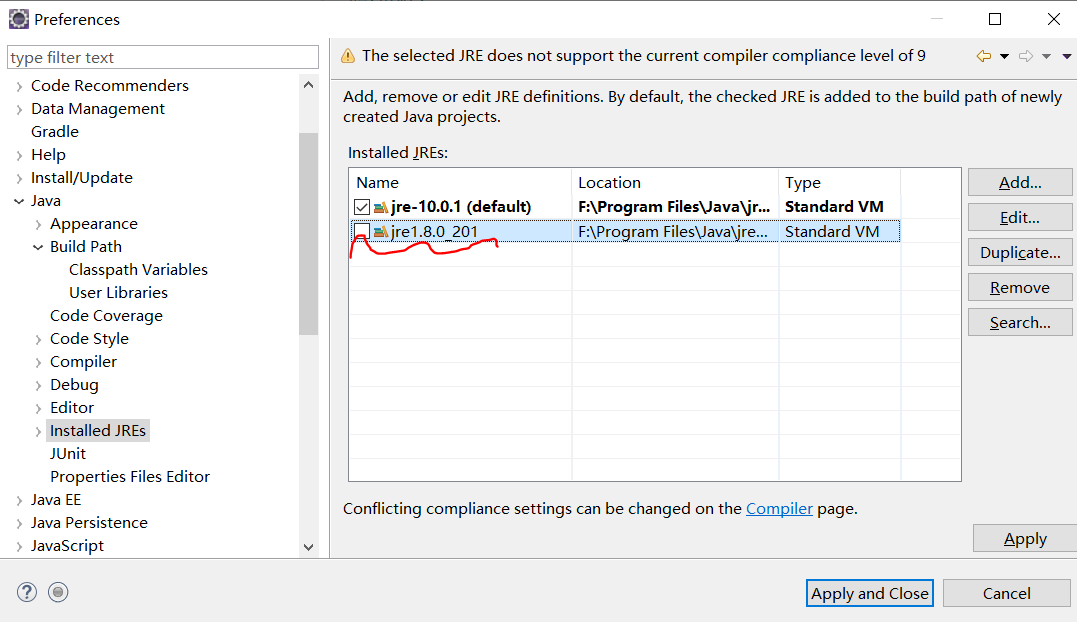 Preferences
type filter text
The selected JRE does not support the current compiler compliance level of 9
Code Recommenders
Data Management
Gradle
Help
Install/Update
Java
Appearance
Build Path
Classpath Variables
User Libraries
Code Coverage
Code Style
Compiler
Debug
Editor
Installed JREs
JUnit
Properties Files Editor
Java EE
Java Persistence
JavaScript
Add, remove or edit JRE definitions. By default, the checked JRE is added to the build path of newly
created Java projects.
Installed JREs:
Name Location Type
jre-10.0.1 (default) F:\Program Files\Java\jr... Standard VM
jre1.8.0_201 F:\Program Files\Java\jre... Standard VM
Add...
Edit...
Duplicate...
Remove
Search...
Conflicting compliance settings can be changed on the Compiler page.
Apply
?
Apply and Close Cancel